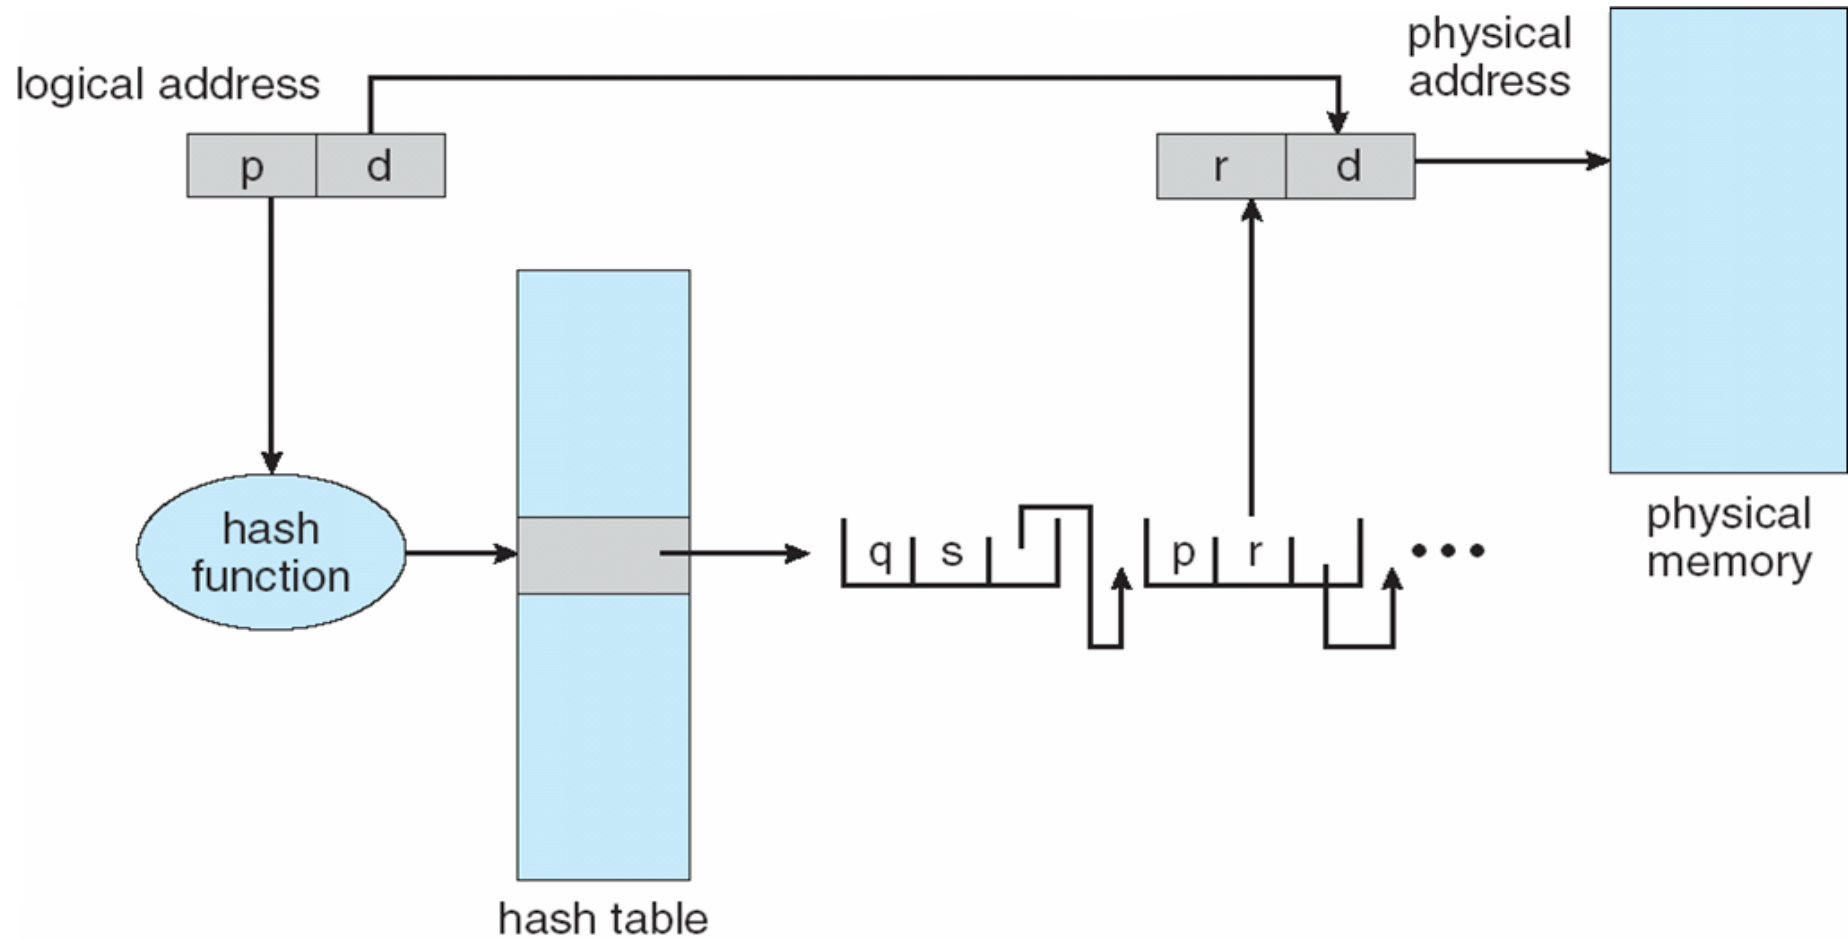 logical address
physical
address
p d
r d
hash
function
q s
p r
•••
physical
memory
hash table